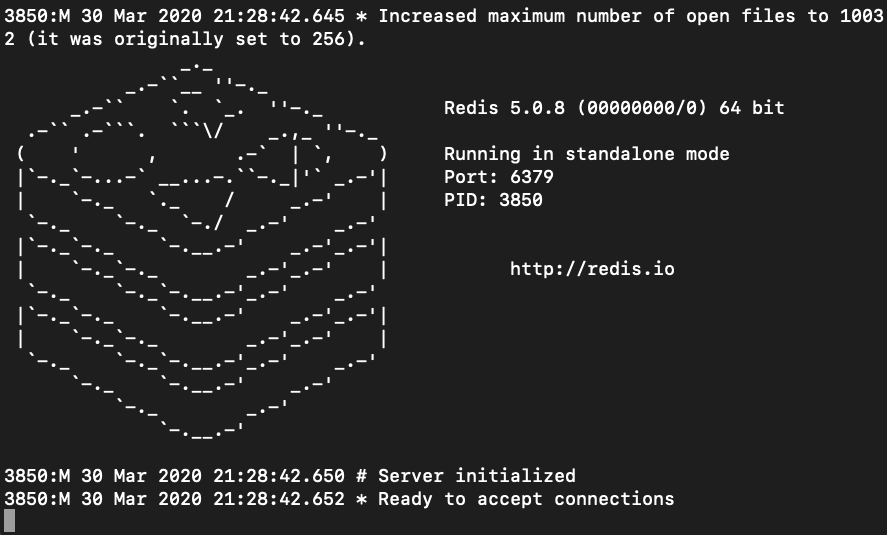 3850:M 30 Mar 2020 21:28:42.645 * Increased maximum number of open files to 1003
2 (it was originally set to 256).
Redis 5.0.8 (00000000/0) 64 bit
Running in standalone mode
Port: 6379
PID: 3850
http://redis.io
3850:M 30 Mar 2020 21:28:42.650 # Server initialized
3850:M 30 Mar 2020 21:28:42.652 * Ready to accept connections